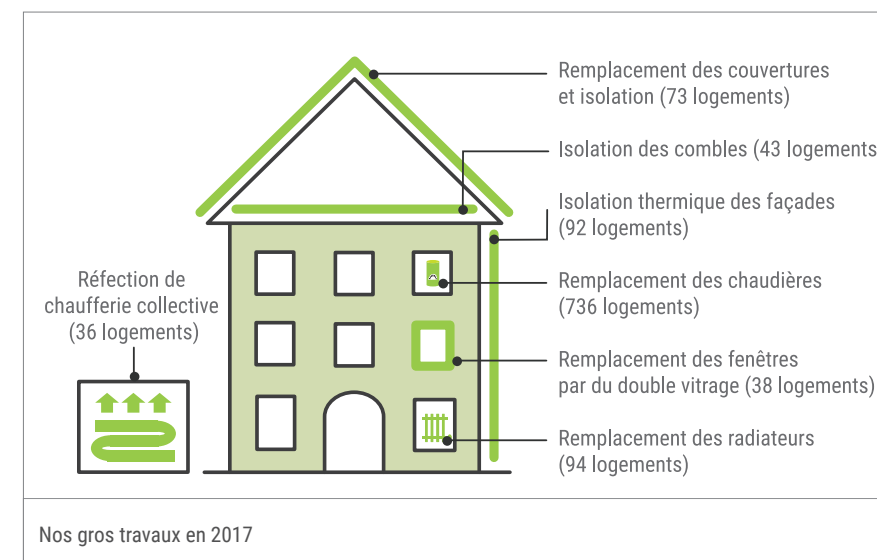 Remplacement des couvertures
et isolation (73 logements)
Isolation des combles (43 logements
Isolation thermique des façades
(92 logements)
Réfection de
chaufferie collective
(36 logements)
Remplacement des chaudières
(736 logements)
Remplacement des fenêtres
par du double vitrage (38 logements)
Remplacement des radiateurs
(94 logements)
Nos gros travaux en 2017